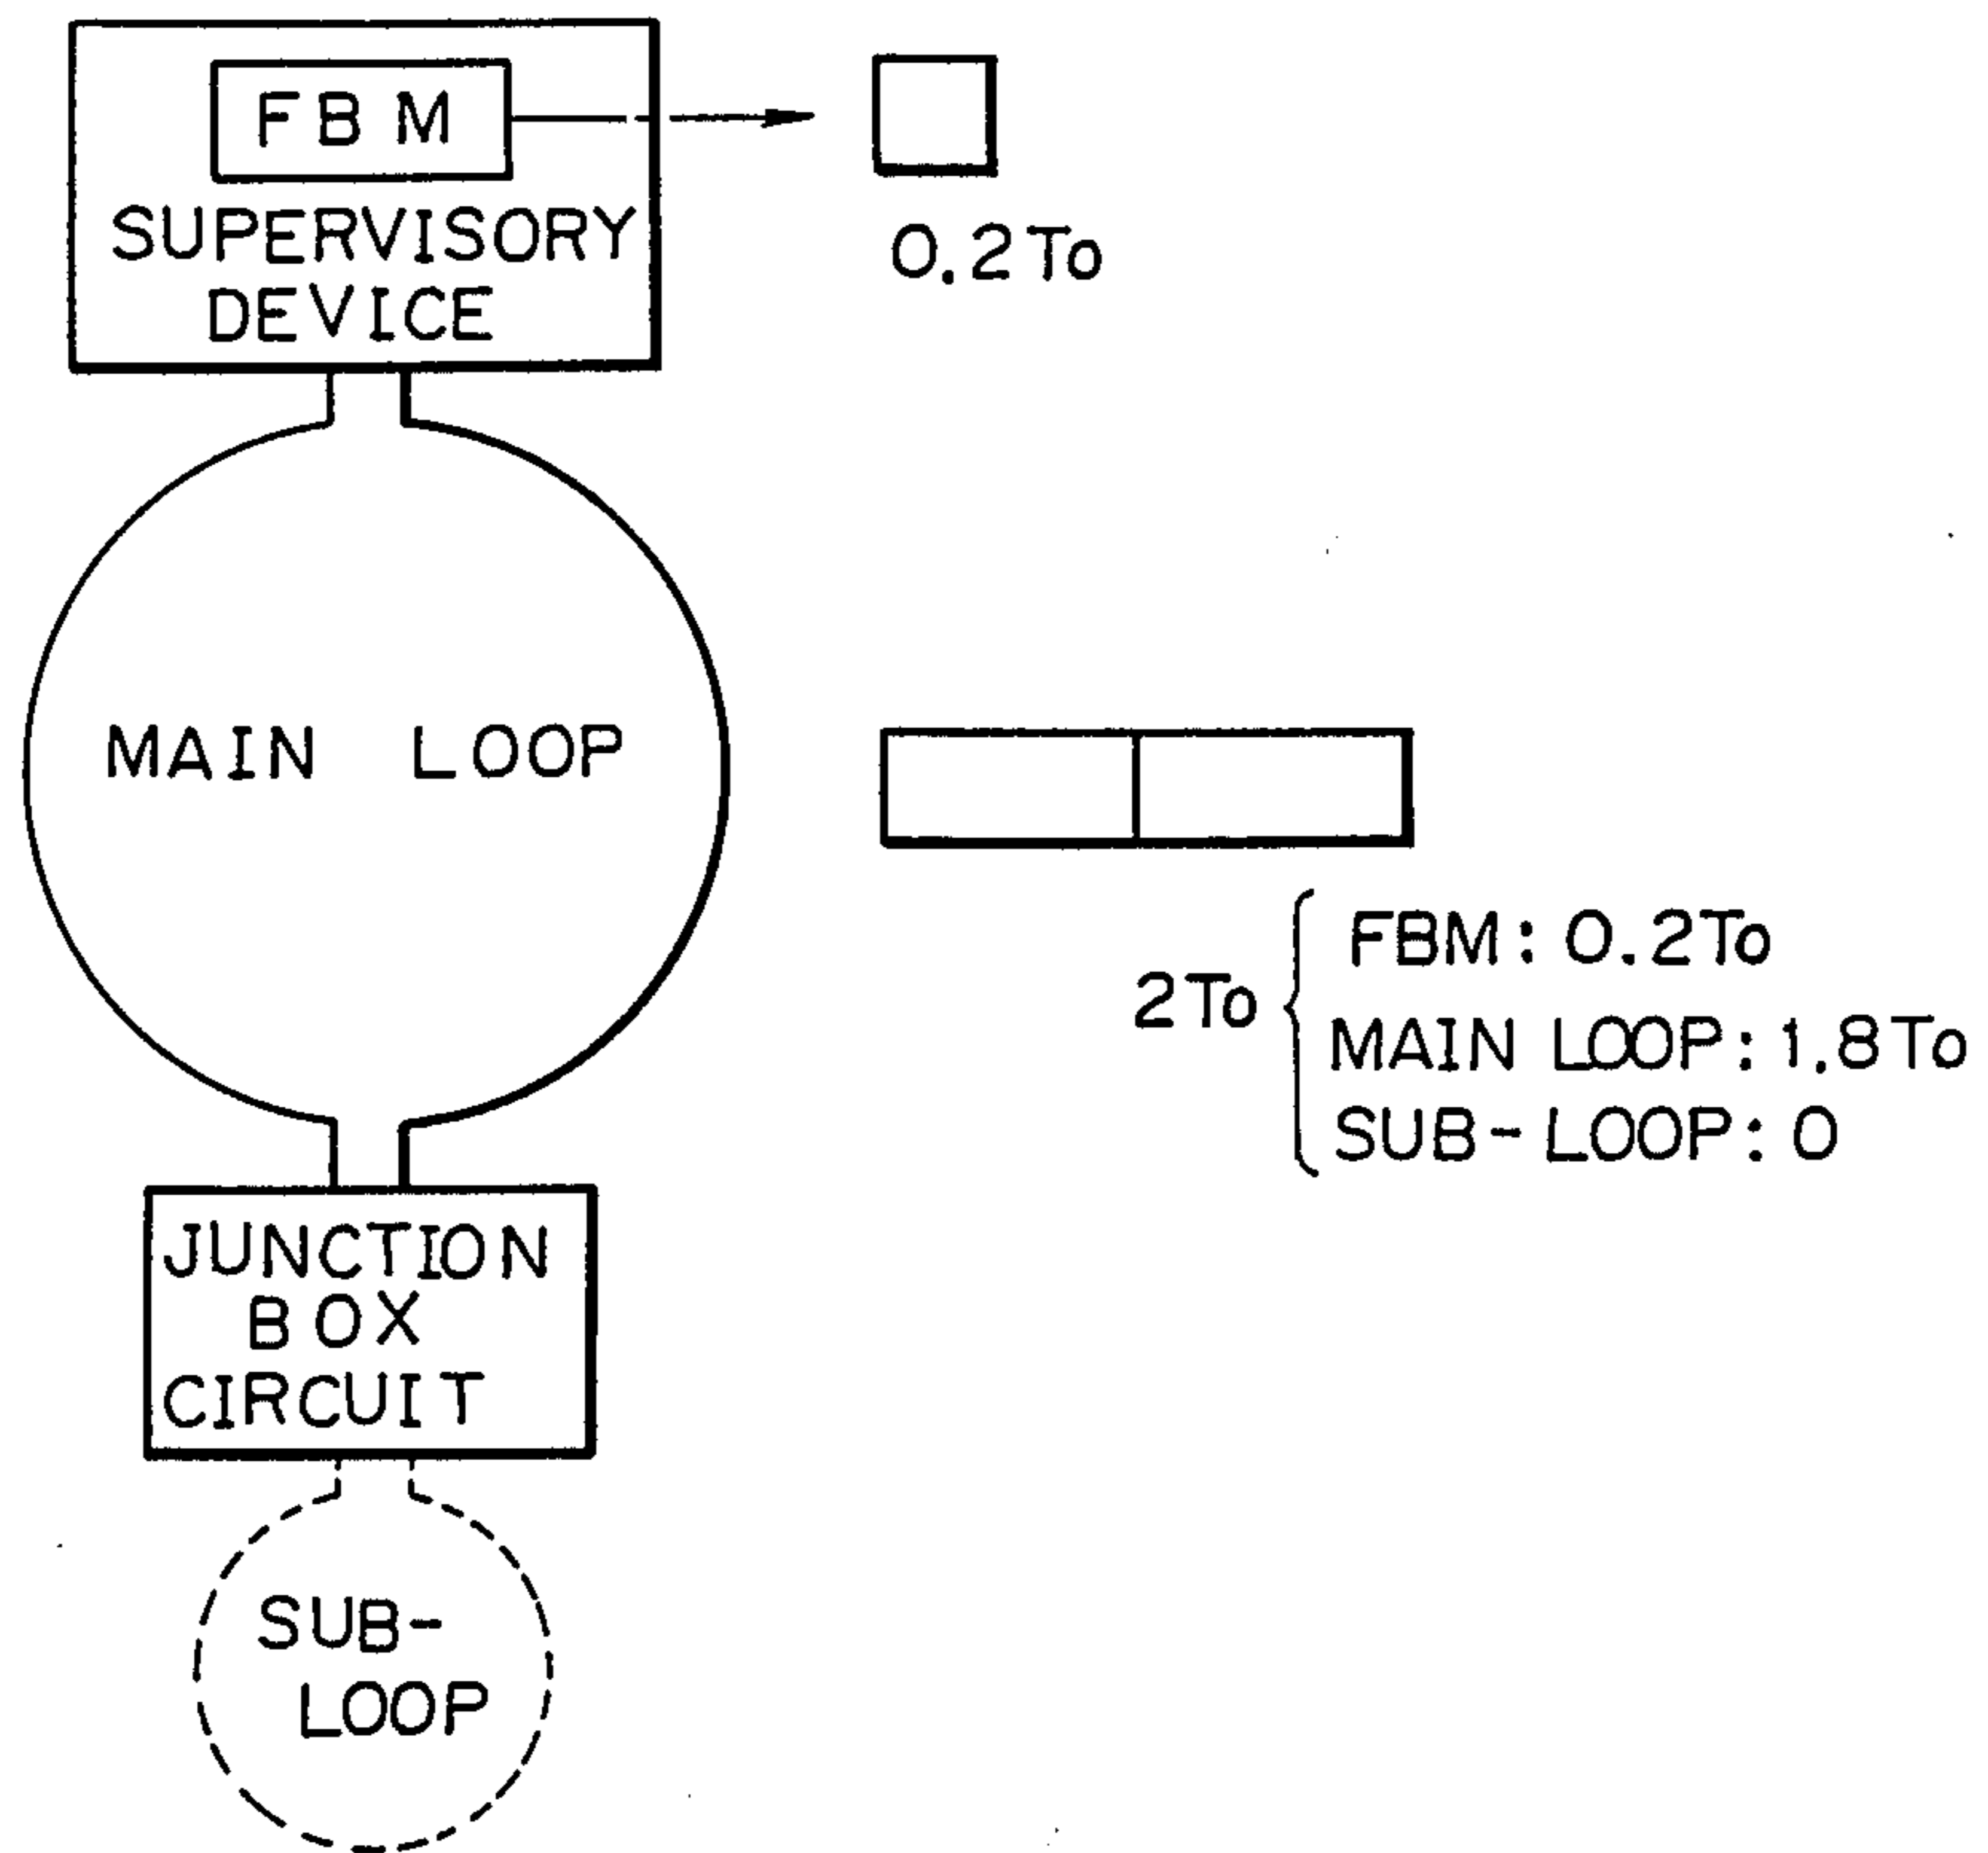 FBM
SUPERVISORY
DEVICE
0.2To
MAIN LOOP
2To
FBM: 0.2To
MAIN LOOP: 1.8To
SUB-LOOP: 0
JUNCTION
BOX
CIRCUIT
SUB-
LOOP